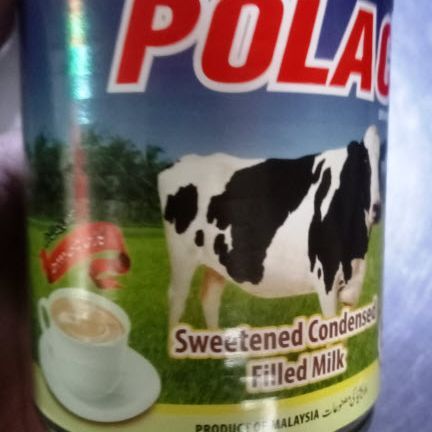 POLAC
Sweetened Condensed
Filled Milk
PRODUCT OF MALAYSIA